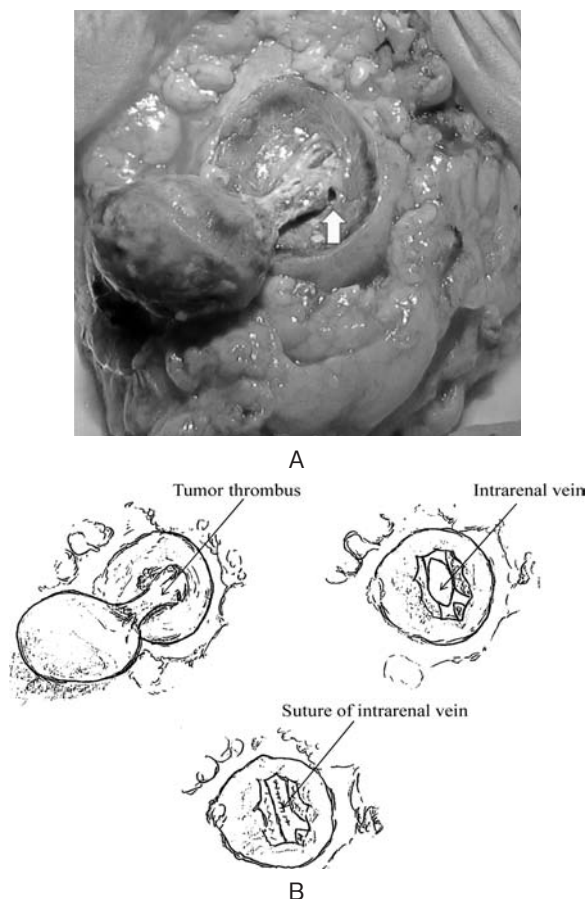 A
Tumor thrombus
Intrarenal vein
Suture of intrarenal vein
B